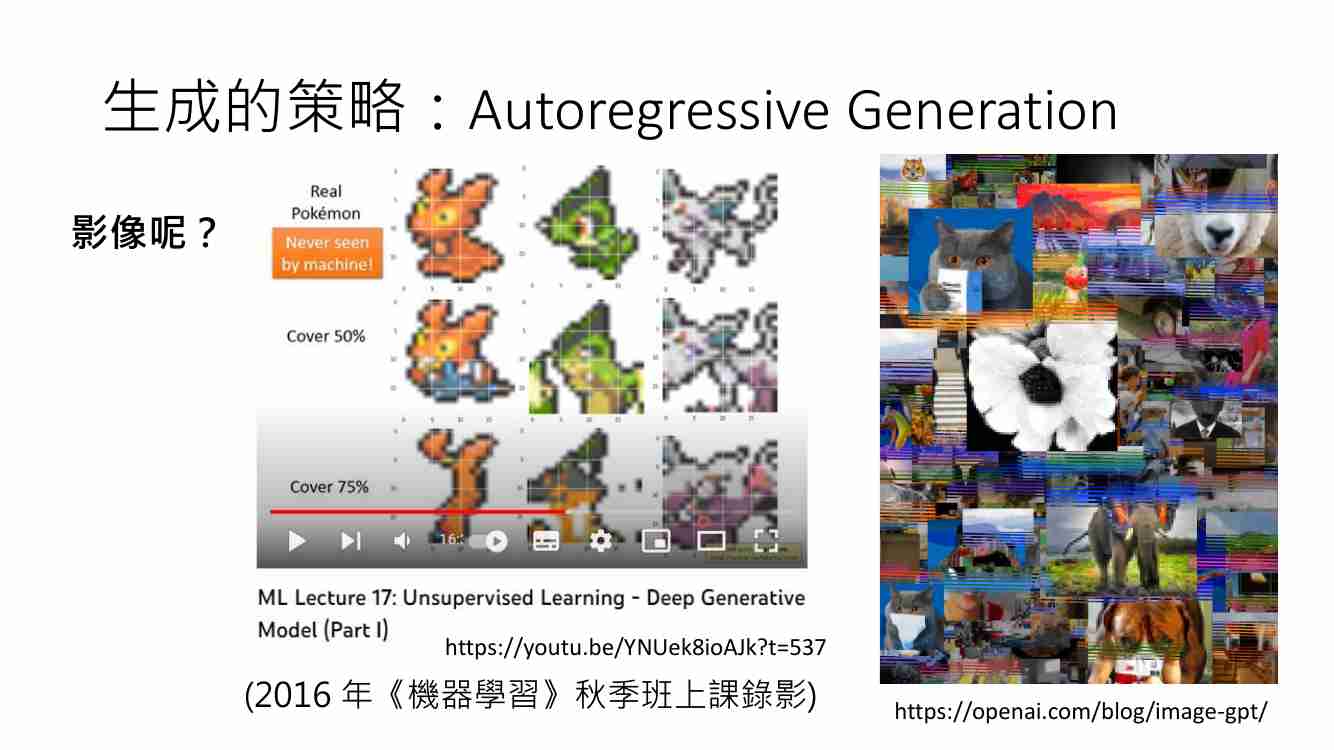 生成的策略：Autoregressive Generation
影像呢？
Real
Pokémon
Never seen
by machine!
Cover 50%
Cover 75%
ML Lecture 17: Unsupervised Learning - Deep Generative
Model (Part I)
https://youtu.be/YNUek8ioAJk?t=537
(2016 年《機器學習》秋季班上課錄影)
https://openai.com/blog/image-gpt/